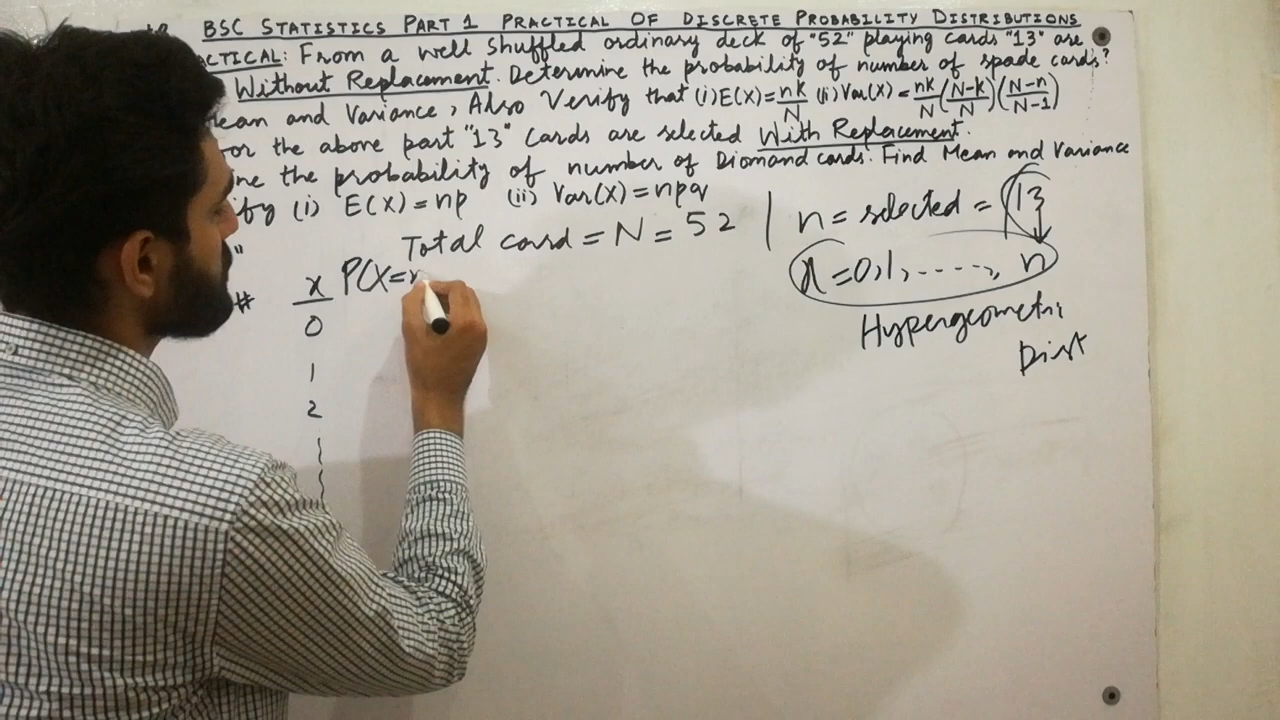 BSC STATISTICS PART 1 PRACTICAL OF DISCRETE PROBABILITY DISTRIBUTIONS
CTICAL: From a well shuffled ordinary deck of "52" playing cards "13" are
Without Replacement. Determine the probability of number of spade cards?
ean and Variance, Also Verify that (i) E(X) = nk/N (ii) Var(X) = nk/N (N-k/N)(N-n/N-1)
or the above part "13" Cards are selected With Replacement.
ne the probability of number of Diomand cards. Find Mean and Variance
fy (i) E(X) = np (ii) Var(X) = npq
Total card = N = 52 | n = selected = 13
x = 0,1, ....., n
Hypergeometri
Dist
# x P(X=x
0
1
2